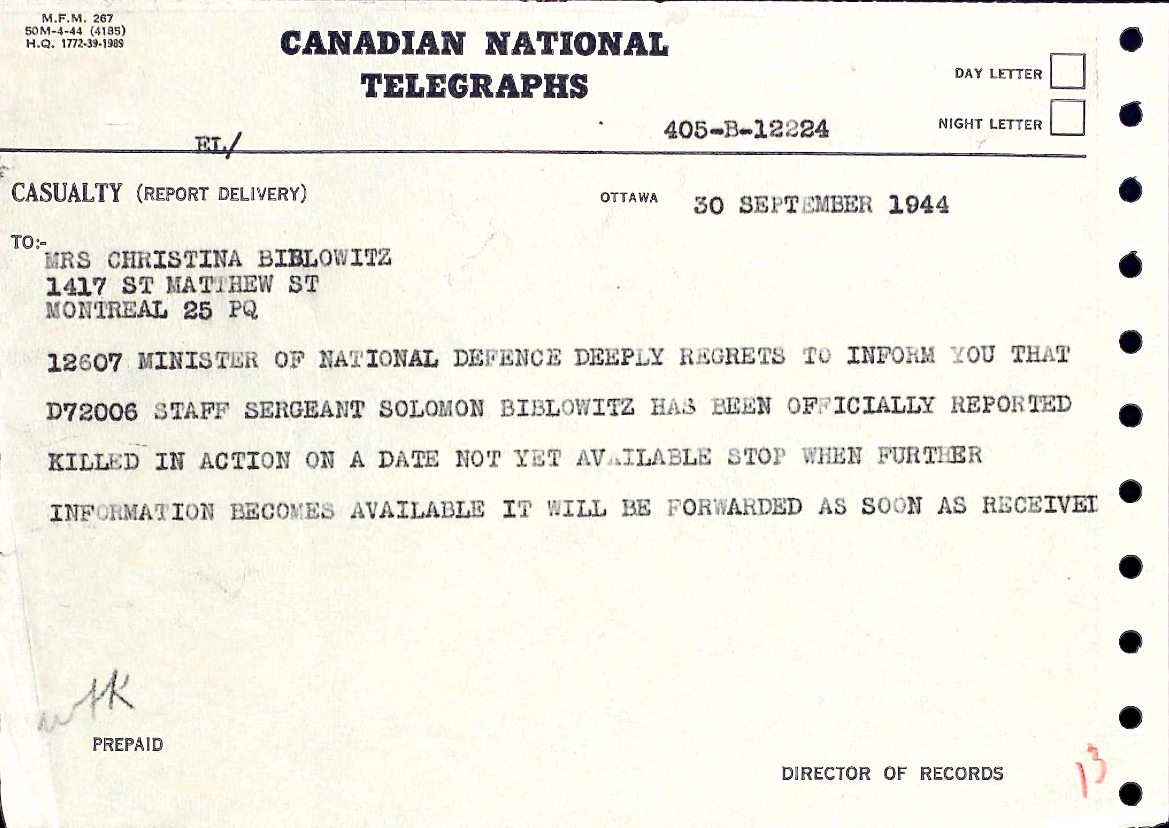 M.F.M. 267
50M-4-44 (4185)
H.Q. 1772-39-1989
CANADIAN NATIONAL
TELEGRAPHS
DAY LETTER
NIGHT LETTER
405-B-12224
EL/
CASUALTY (REPORT DELIVERY)
OTTAWA 30 SEPTEMBER 1944
TO:-
MRS CHRISTINA BIBLOWITZ
1417 ST MATTHEW ST
MONTREAL 25 PQ
12607 MINISTER OF NATIONAL DEFENCE DEEPLY REGRETS TO INFORM YOU THAT
D72006 STAFF SERGEANT SOLOMON BIBLOWITZ HAS BEEN OFFICIALLY REPORTED
KILLED IN ACTION ON A DATE NOT YET AVAILABLE STOP WHEN FURTHER
INFORMATION BECOMES AVAILABLE IT WILL BE FORWARDED AS SOON AS RECEIVED
PREPAID
DIRECTOR OF RECORDS
13